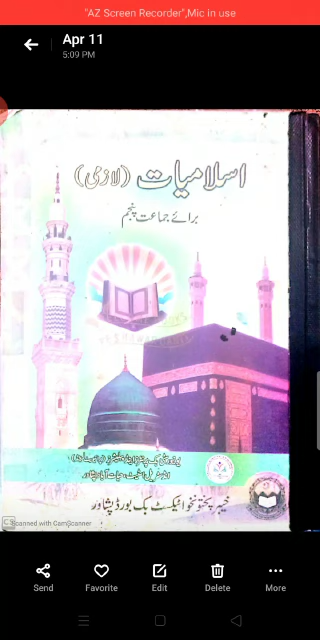 "AZ Screen Recorder",Mic in use
Apr 11
5:09 PM
اسلامیات (لازمی)
برائے جماعت پنجم
خیبر پختونخوا ٹیکسٹ بک بورڈ پشاور
Scanned with CamScanner
Send Favorite Edit Delete More